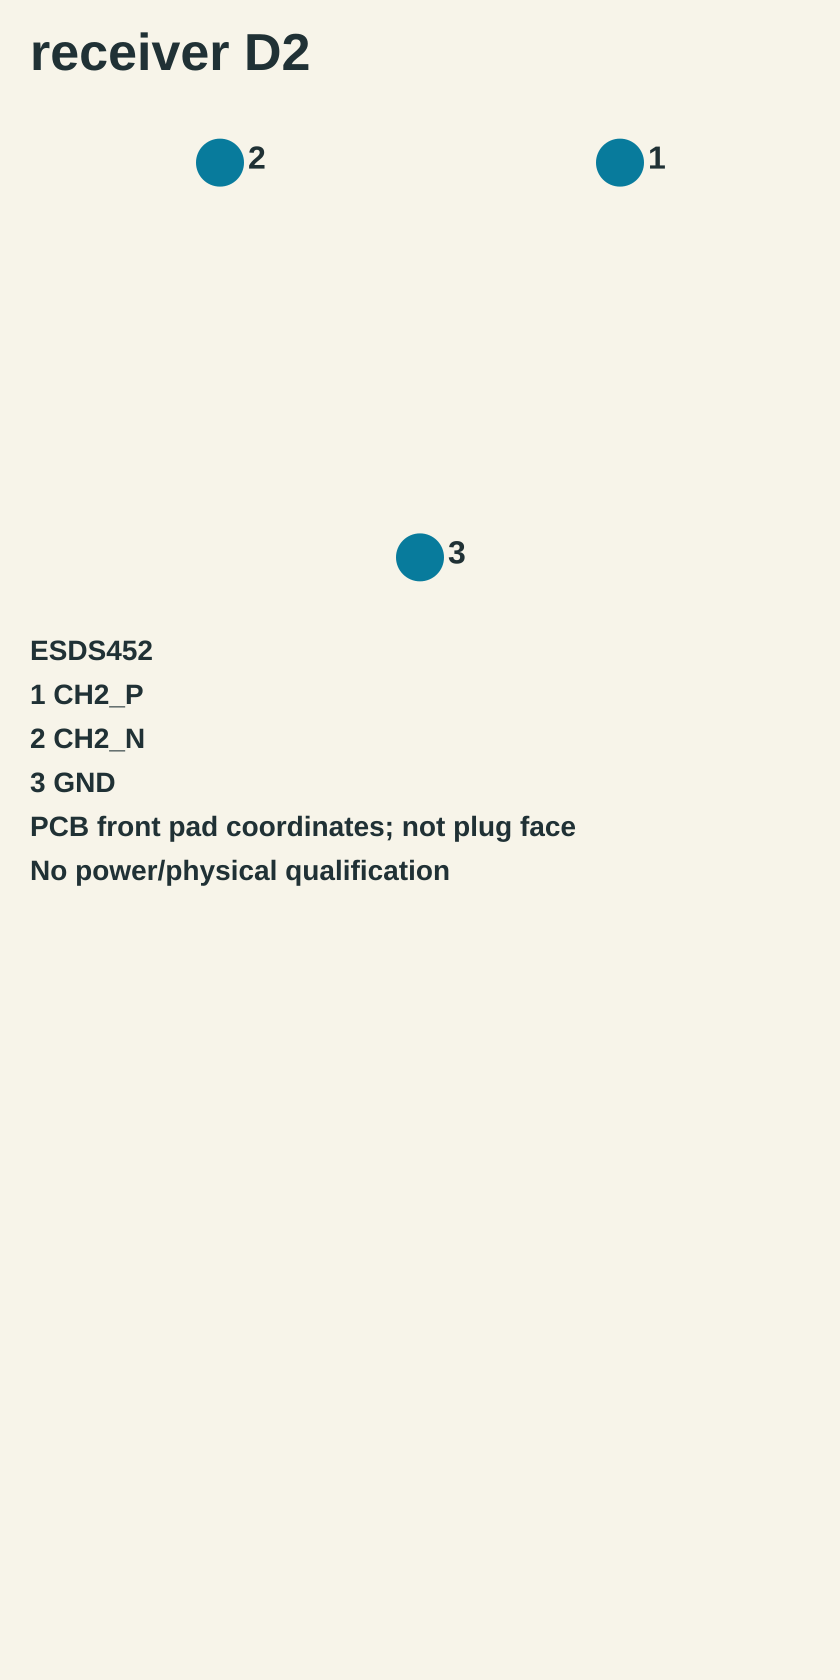 receiver D2
2
1
3
ESDS452
1 CH2_P
2 CH2_N
3 GND
PCB front pad coordinates; not plug face
No power/physical qualification